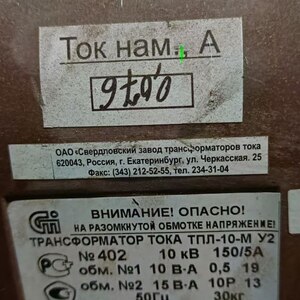 Ток нам., А
0,676
ОАО «Свердловский завод трансформаторов тока
620043, Россия, г. Екатеринбург, ул. Черкасская. 25
Факс: (343) 212-52-55, тел. 234-31-04
ВНИМАНИЕ! ОПАСНО!
НА РАЗОМКНУТОЙ ОБМОТКЕ НАПРЯЖЕНИЕ!
ТРАНСФОРМАТОР ТОКА ТПЛ-10-М У2
№ 402 10 кВ 150/5А
обм. №1 10 В·А 0,5 19
обм. №2 15 В·А 10Р 13
50Гц 30кг